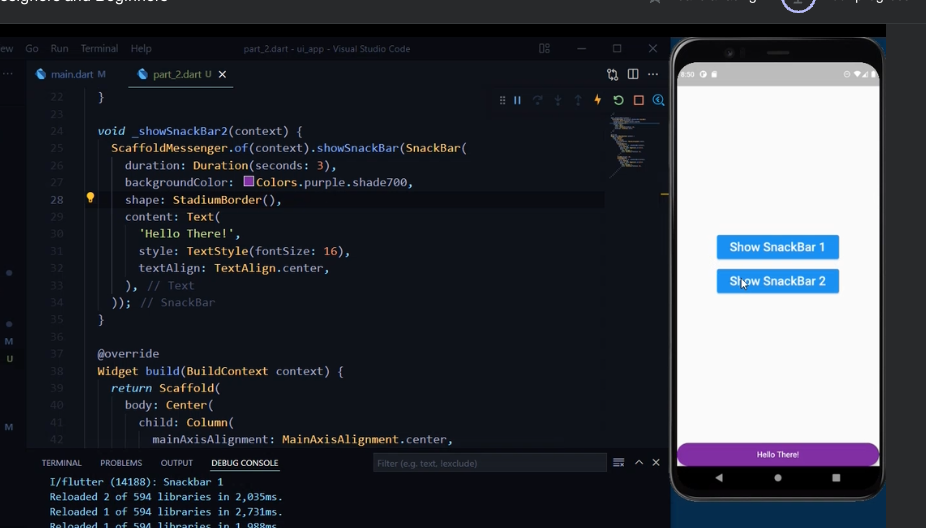 esigners and Beginners
ew Go Run Terminal Help
part_2.dart - ui_app - Visual Studio Code
main.dart M
part_2.dart U
22 }
23
24 void _showSnackBar2(context) {
25 ScaffoldMessenger.of(context).showSnackBar(SnackBar(
26 duration: Duration(seconds: 3),
27 backgroundColor: Colors.purple.shade700,
28 shape: StadiumBorder(),
29 content: Text(
30 'Hello There!',
31 style: TextStyle(fontSize: 16),
32 textAlign: TextAlign.center,
33 ), // Text
34 )); // SnackBar
35 }
36
37 @override
38 Widget build(BuildContext context) {
39 return Scaffold(
40 body: Center(
41 child: Column(
42 mainAxisAlignment: MainAxisAlignment.center,
M
U
M
TERMINAL PROBLEMS OUTPUT DEBUG CONSOLE
Filter (e.g. text, !exclude)
I/flutter (14188): Snackbar 1
Reloaded 2 of 594 libraries in 2,035ms.
Reloaded 1 of 594 libraries in 2,731ms.
Reloaded 1 of 594 libraries in 1,988ms.
Show SnackBar 1
Show SnackBar 2
Hello There!